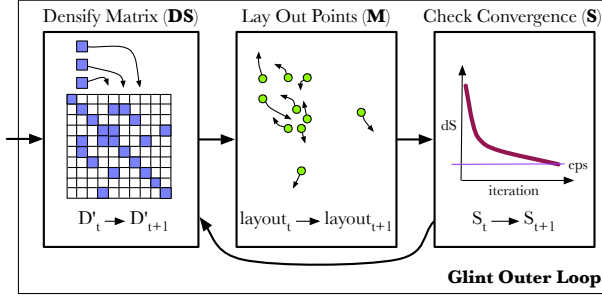 Densify Matrix (DS)
Lay Out Points (M)
Check Convergence (S)
dS
eps
iteration
D't → D't+1
layoutt → layoutt+1
St → St+1
Glint Outer Loop